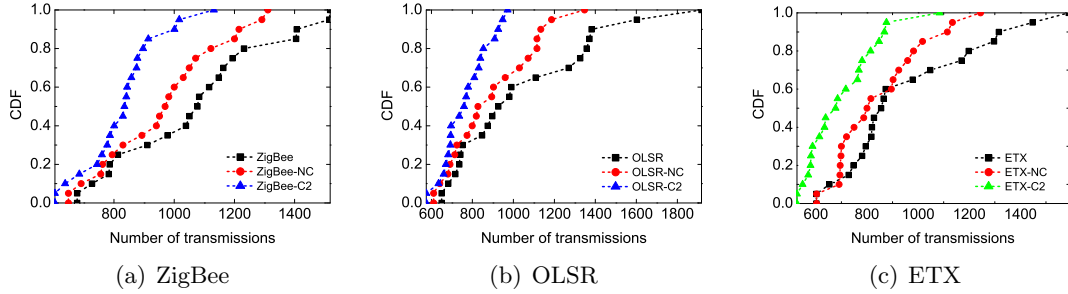 1.0
0.8
0.6
0.4
0.2
0.0
CDF
800 1000 1200 1400
Number of transmissions
ZigBee
ZigBee-NC
ZigBee-C2
(a) ZigBee
1.0
0.8
0.6
0.4
0.2
0.0
CDF
600 800 1000 1200 1400 1600 1800
Number of transmissions
OLSR
OLSR-NC
OLSR-C2
(b) OLSR
1.0
0.8
0.6
0.4
0.2
0.0
CDF
600 800 1000 1200 1400
Number of transmissions
ETX
ETX-NC
ETX-C2
(c) ETX